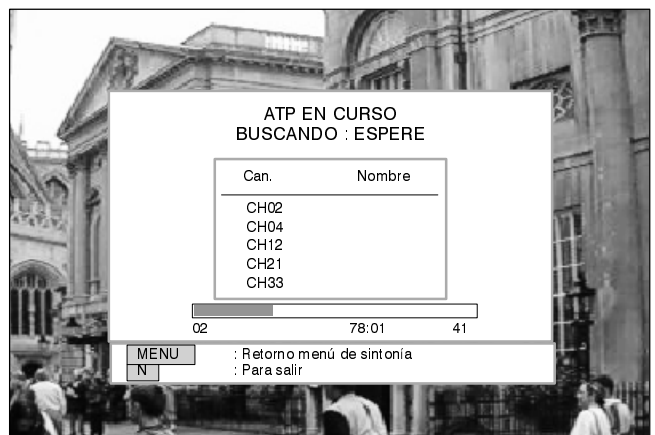 ATP EN CURSO
BUSCANDO : ESPERE
Can. Nombre
CH02
CH04
CH12
CH21
CH33
02 78:01 41
MENU : Retorno menú de sintonía
N : Para salir